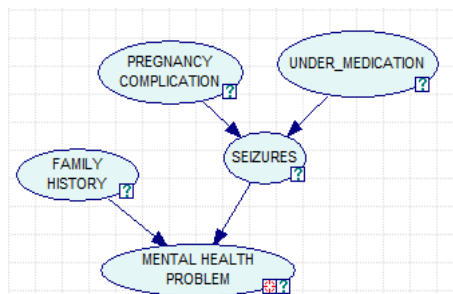 PREGNANCY
COMPLICATION
?
UNDER_MEDICATION
?
SEIZURES
?
FAMILY
HISTORY
?
MENTAL HEALTH
PROBLEM
?